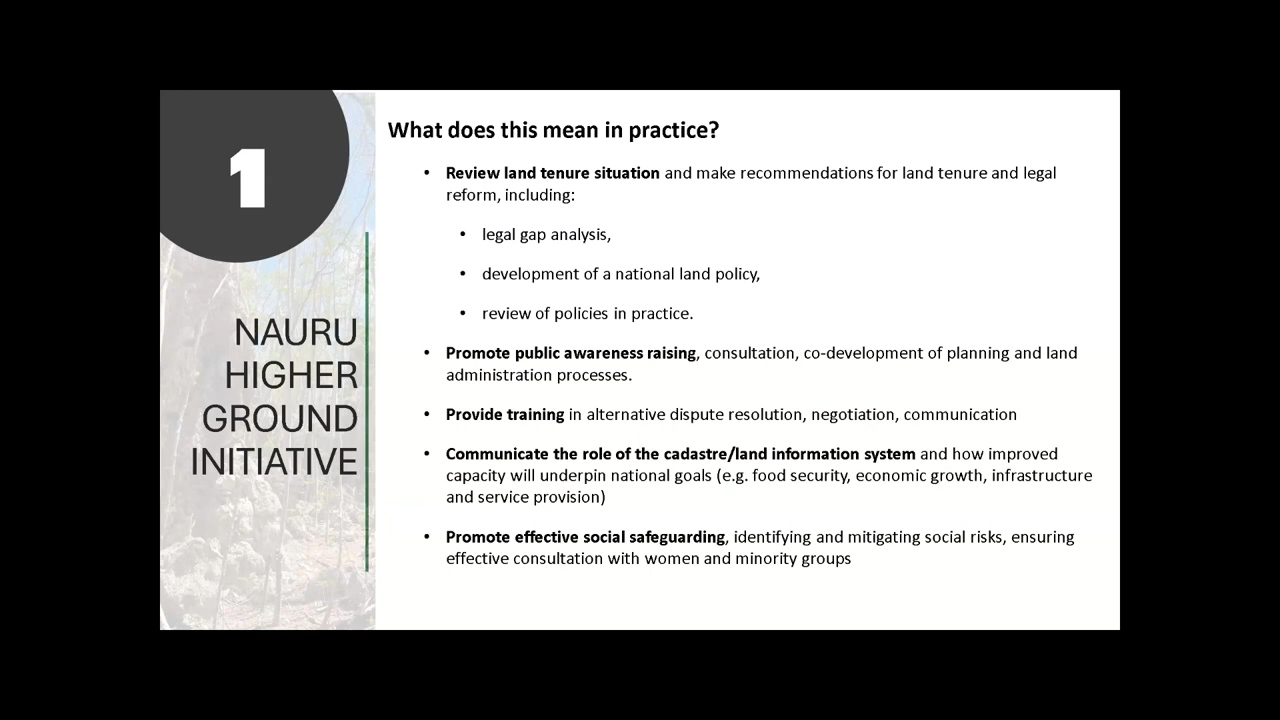 1
NAURU
HIGHER
GROUND
INITIATIVE
What does this mean in practice?
• Review land tenure situation and make recommendations for land tenure and legal
reform, including:
• legal gap analysis,
• development of a national land policy,
• review of policies in practice.
• Promote public awareness raising, consultation, co-development of planning and land
administration processes.
• Provide training in alternative dispute resolution, negotiation, communication
• Communicate the role of the cadastre/land information system and how improved
capacity will underpin national goals (e.g. food security, economic growth, infrastructure
and service provision)
• Promote effective social safeguarding, identifying and mitigating social risks, ensuring
effective consultation with women and minority groups